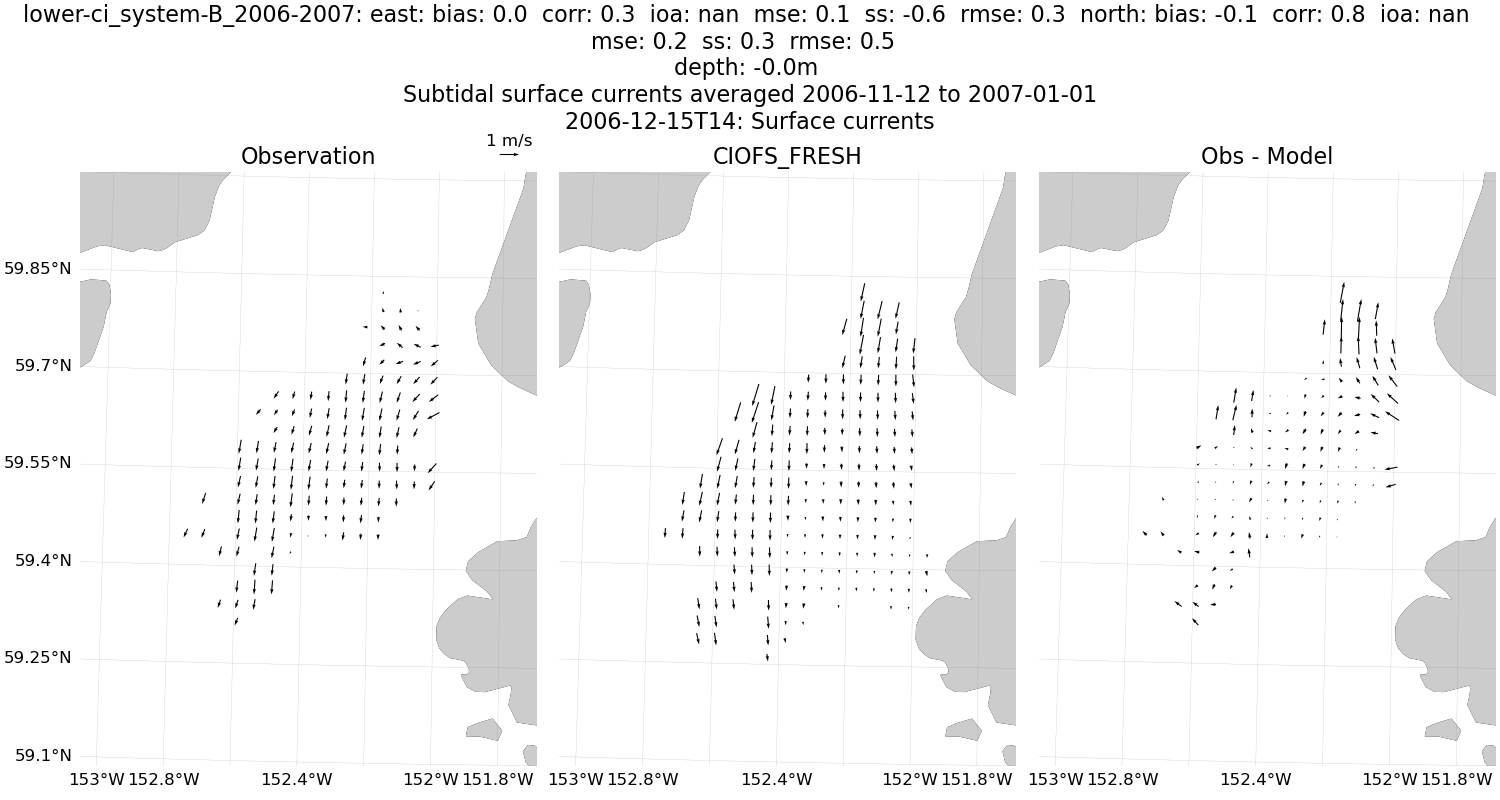 lower-ci_system-B_2006-2007: east: bias: 0.0  corr: 0.3  ioa: nan  mse: 0.1  ss: -0.6  rmse: 0.3  north: bias: -0.1  corr: 0.8  ioa: nan
mse: 0.2  ss: 0.3  rmse: 0.5
depth: -0.0m
Subtidal surface currents averaged 2006-11-12 to 2007-01-01
2006-12-15T14: Surface currents
1 m/s
Observation
CIOFS_FRESH
Obs - Model
59.85°N
59.7°N
59.55°N
59.4°N
59.25°N
59.1°N
153°W 152.8°W 152.4°W 152°W 151.8°W
153°W 152.8°W 152.4°W 152°W 151.8°W
153°W 152.8°W 152.4°W 152°W 151.8°W